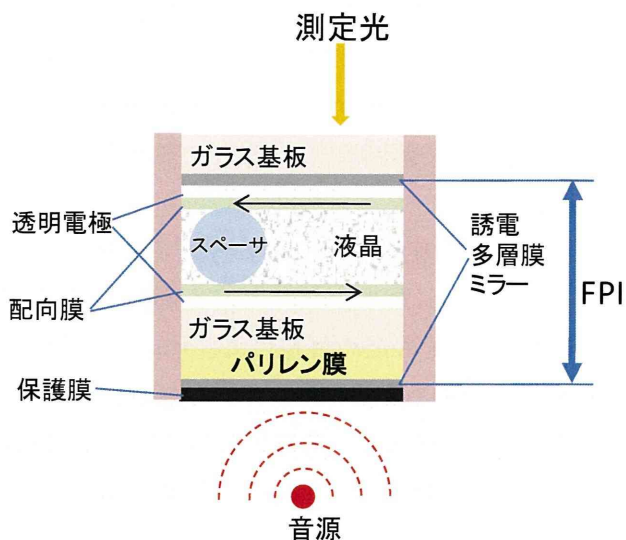 測定光
ガラス基板
透明電極
スペーサ
液晶
誘電
多層膜
ミラー
FPI
配向膜
ガラス基板
パリレン膜
保護膜
音源